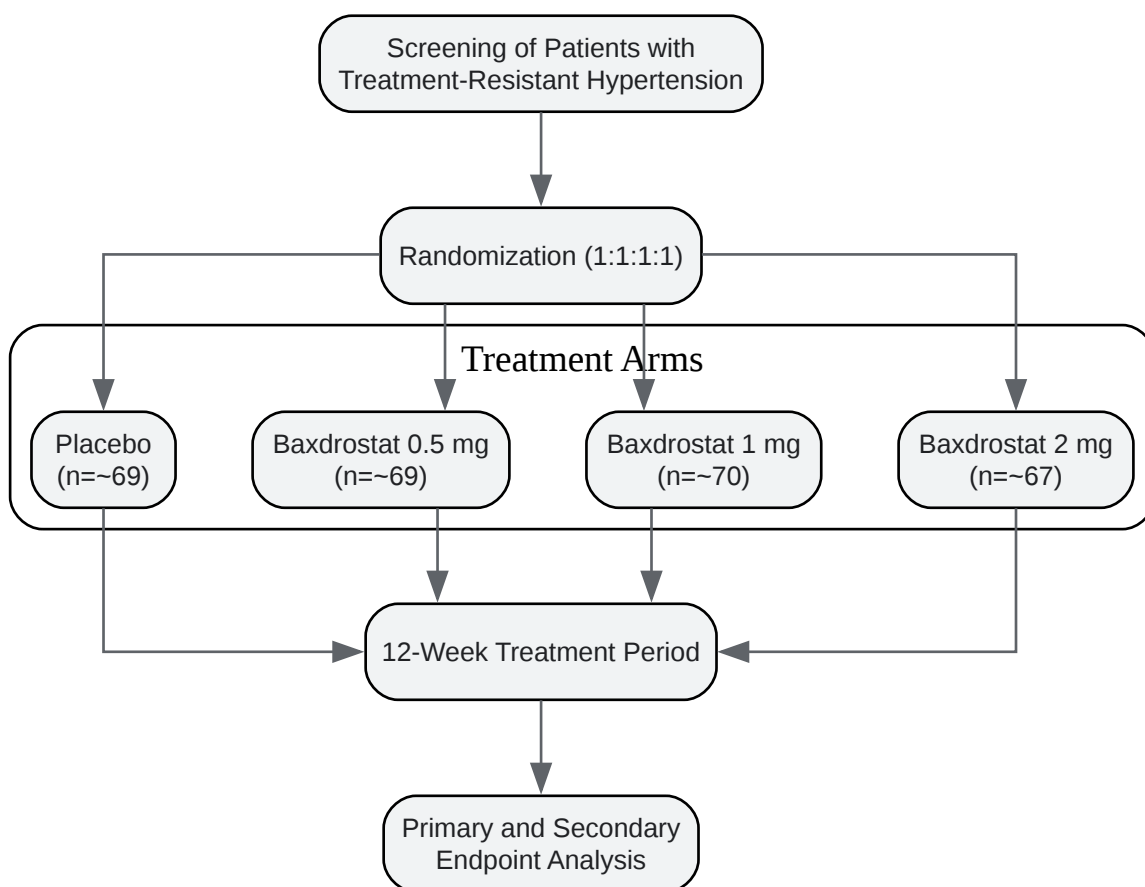 Screening of Patients with
Treatment-Resistant Hypertension
Randomization (1:1:1:1)
Treatment Arms
Placebo
(n=~69)
Baxdrostat 0.5 mg
(n=~69)
Baxdrostat 1 mg
(n=~70)
Baxdrostat 2 mg
(n=~67)
12-Week Treatment Period
Primary and Secondary
Endpoint Analysis